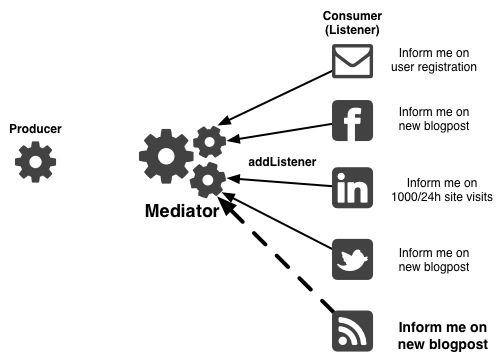 Consumer
(Listener)
Inform me on
user registration
Inform me on
new blogpost
Producer
addListener
Inform me on
1000/24h site visits
Mediator
Inform me on
new blogpost
Inform me on
new blogpost